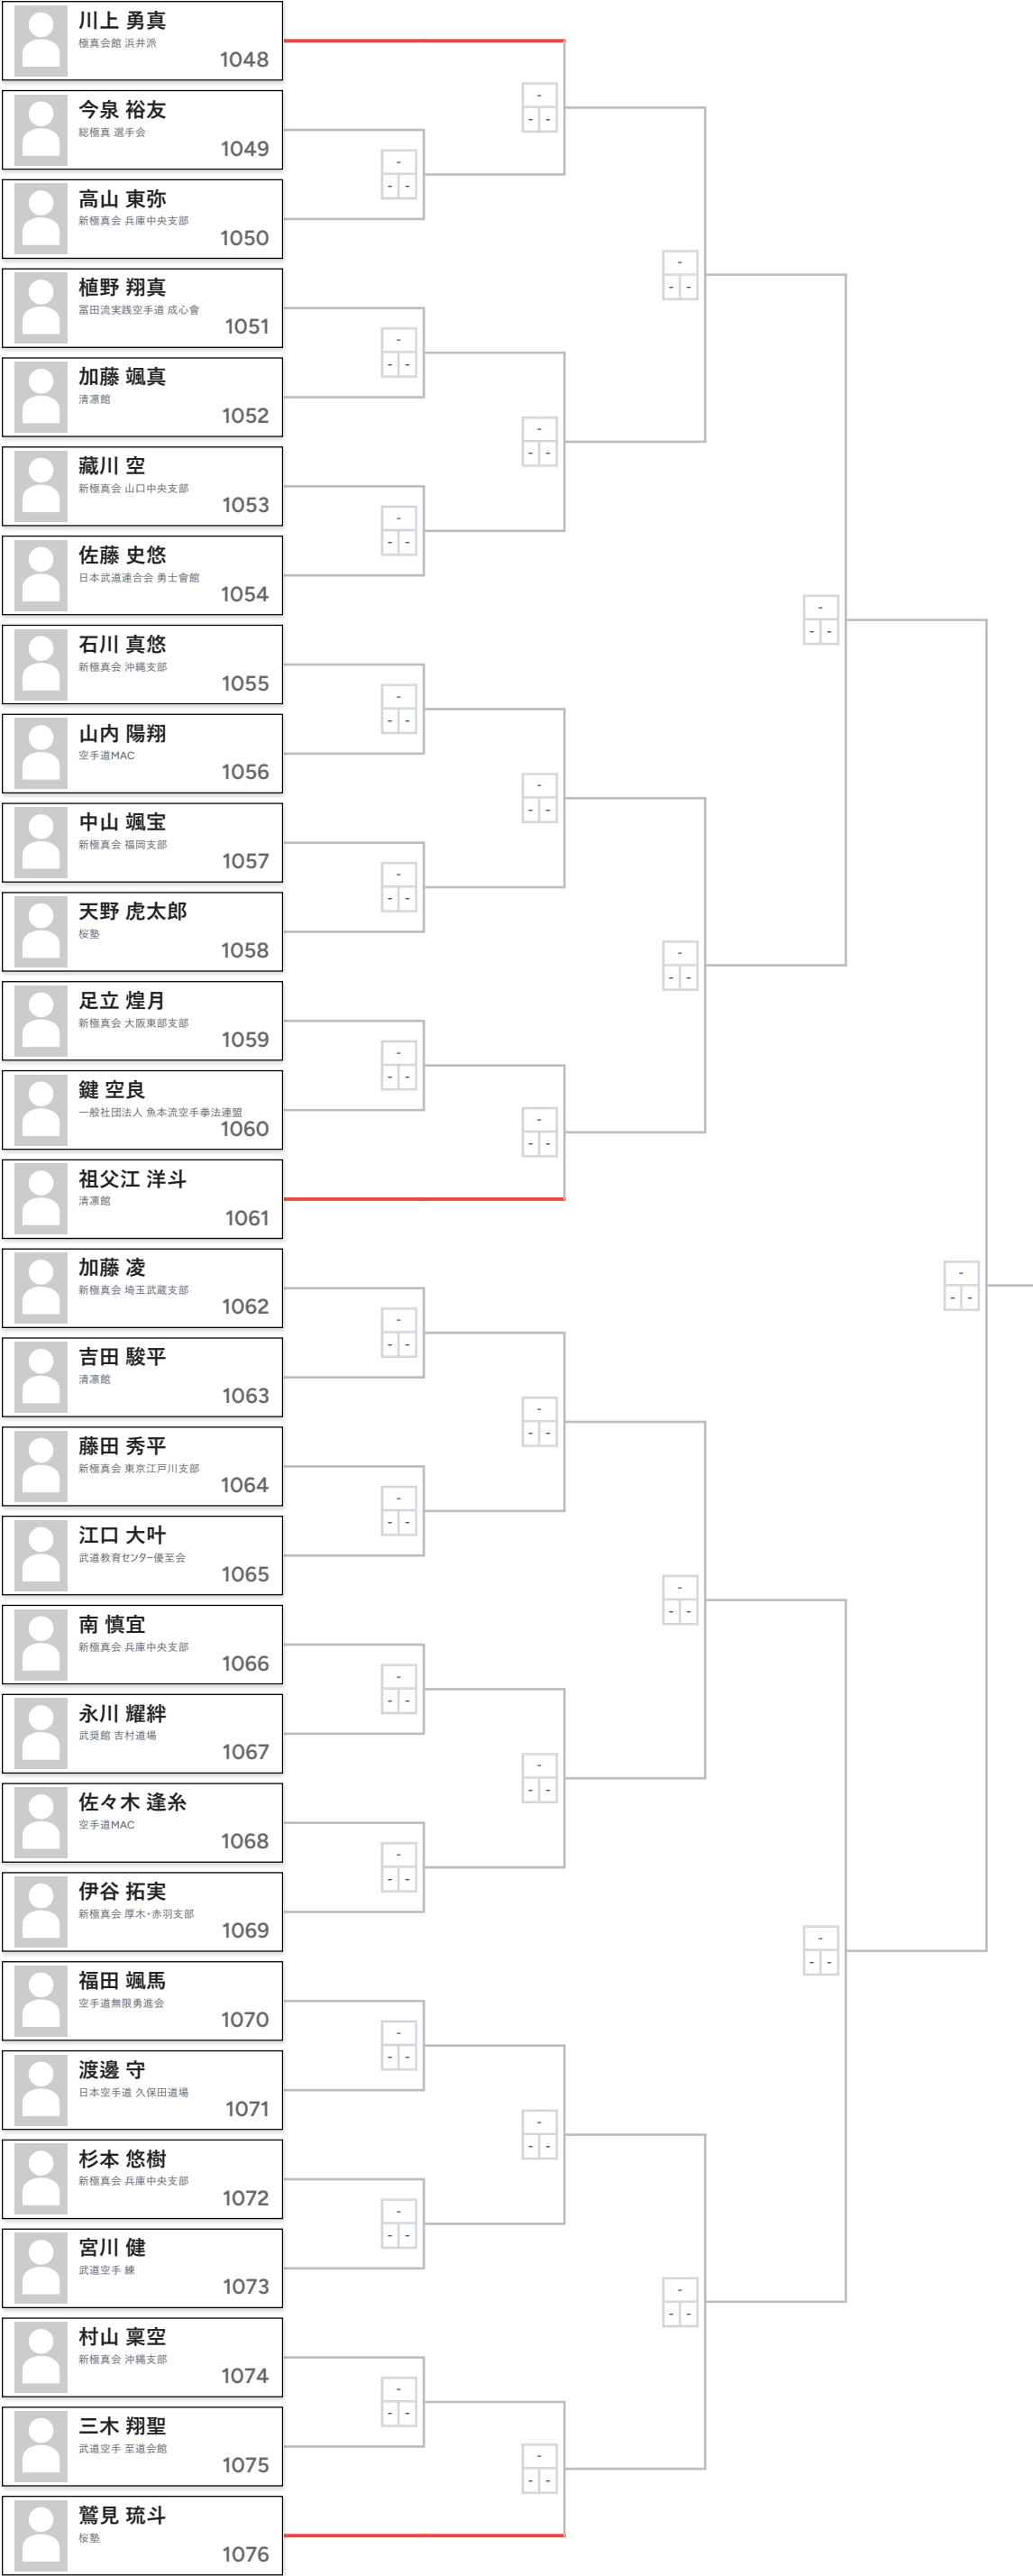 川上 勇真
極真会館 浜井派
1048
今泉 裕友
総極真 選手会
1049
高山 東弥
新極真会 兵庫中央支部
1050
植野 翔真
冨田流実践空手道 成心會
1051
加藤 颯真
清凛館
1052
藏川 空
新極真会 山口中央支部
1053
佐藤 史悠
日本武道連合会 勇士會館
1054
石川 真悠
新極真会 沖縄支部
1055
山内 陽翔
空手道MAC
1056
中山 颯宝
新極真会 福岡支部
1057
天野 虎太郎
桜塾
1058
足立 煌月
新極真会 大阪東部支部
1059
鍵 空良
一般社団法人 魚本流空手拳法連盟
1060
祖父江 洋斗
清凛館
1061
加藤 凌
新極真会 埼玉武蔵支部
1062
吉田 駿平
清凛館
1063
藤田 秀平
新極真会 東京江戸川支部
1064
江口 大叶
武道教育センター優至会
1065
南 慎宜
新極真会 兵庫中央支部
1066
永川 耀絆
武奨館 吉村道場
1067
佐々木 逢糸
空手道MAC
1068
伊谷 拓実
新極真会 厚木・赤羽支部
1069
福田 颯馬
空手道無限勇進会
1070
渡邊 守
日本空手道 久保田道場
1071
杉本 悠樹
新極真会 兵庫中央支部
1072
宮川 健
武道空手 練
1073
村山 稟空
新極真会 沖縄支部
1074
三木 翔聖
武道空手 至道会館
1075
鷲見 琉斗
桜塾
1076